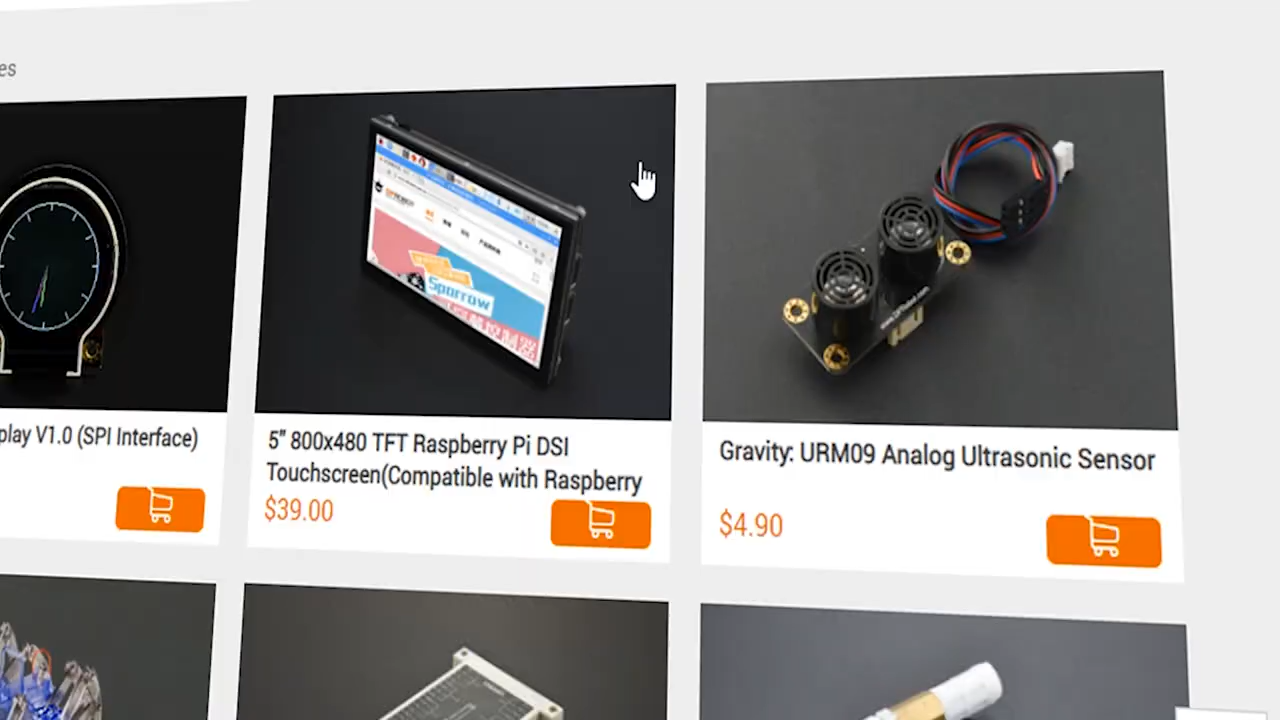 es
play V1.0 (SPI Interface)
5" 800x480 TFT Raspberry Pi DSI
Touchscreen(Compatible with Raspberry
$39.00
Gravity: URM09 Analog Ultrasonic Sensor
$4.90
Sparrow